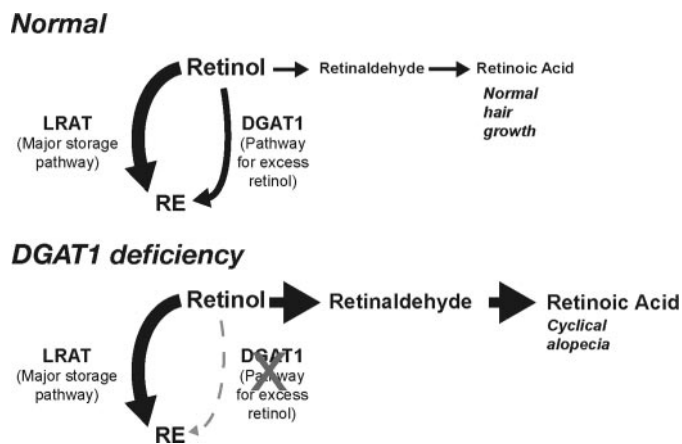 Normal
Retinol
Retinaldehyde
Retinoic Acid
Normal
hair
growth
LRAT
(Major storage
pathway)
DGAT1
(Pathway
for excess
retinol)
RE
DGAT1 deficiency
Retinol
Retinaldehyde
Retinoic Acid
Cyclical
alopecia
LRAT
(Major storage
pathway)
DGAT1
(Pathway
for excess
retinol)
RE